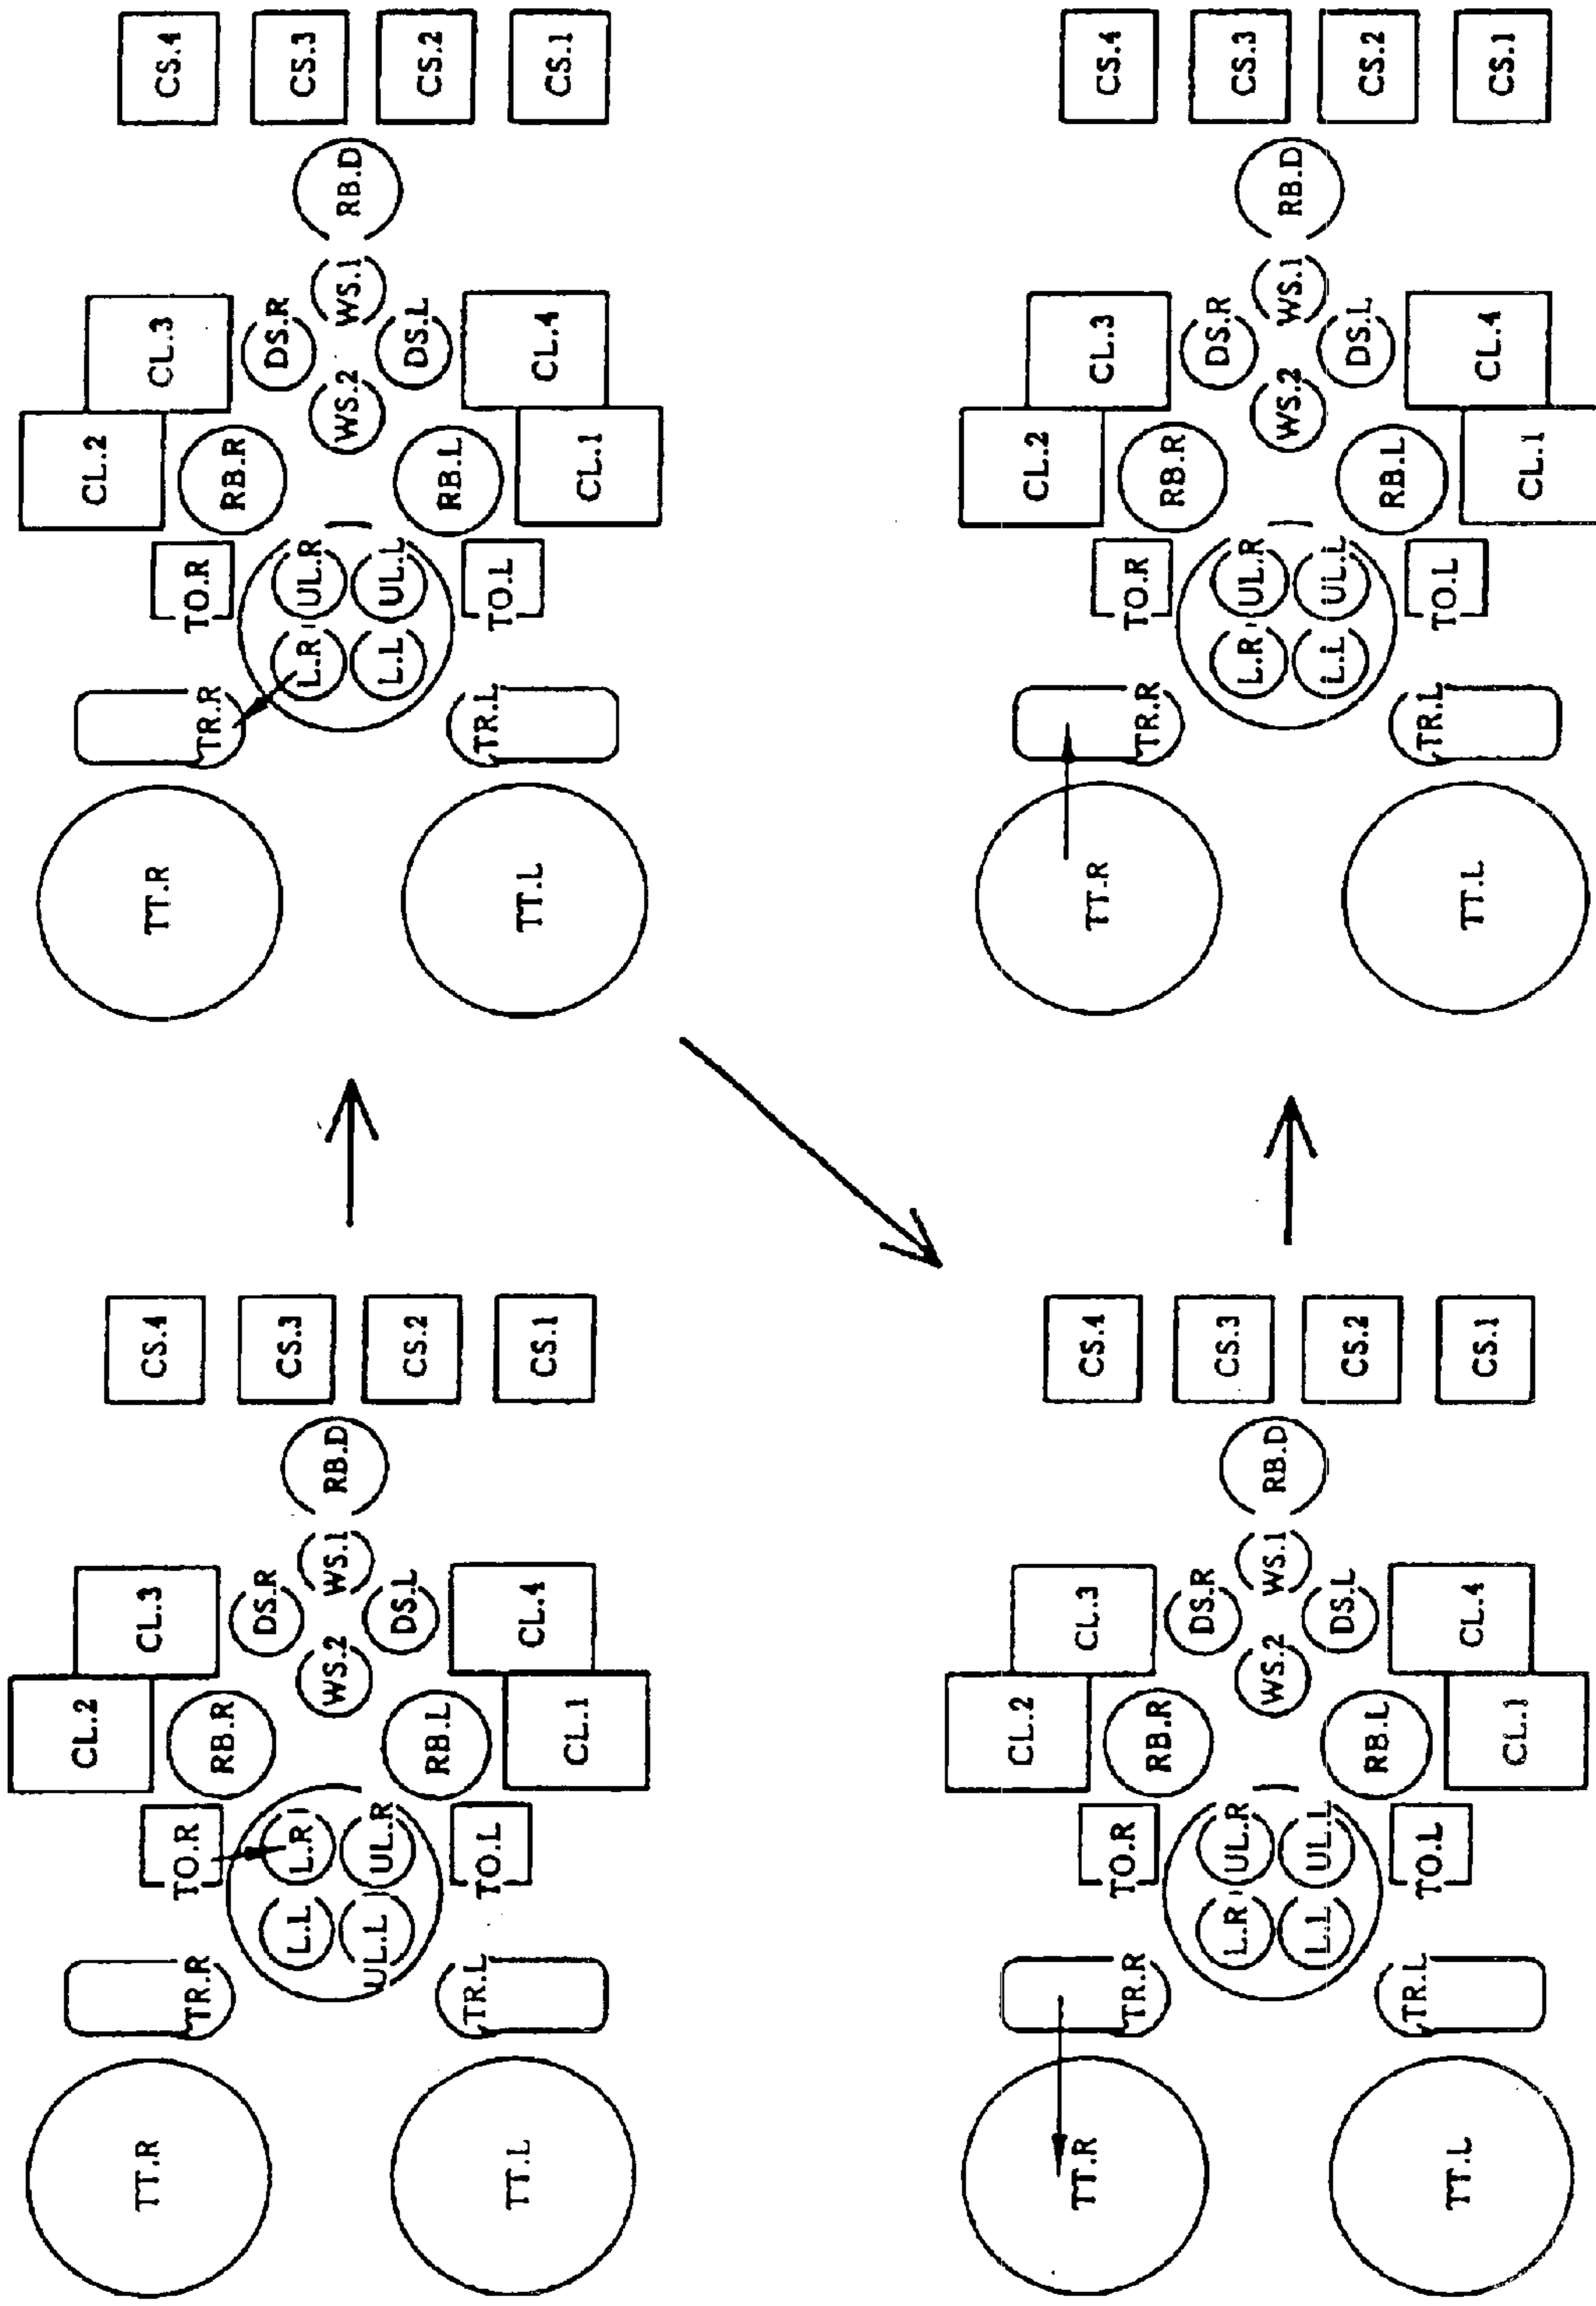 CL.2
CL.3
TT.R
CS.4
TR.R
TO.R
RB.R
DS.R
CS.3
L.L
L.R
WS.2
WS.1
RB.D
UL.L
UL.R
DS.L
CS.2
RB.L
TR.L
TO.L
TT.L
CL.4
CS.1
CL.1
CL.2
CL.3
TT.R
CS.4
TR.R
TO.R
RB.R
DS.R
CS.3
L.R
UL.R
WS.2
WS.1
RB.D
L.L
UL.L
DS.L
CS.2
RB.L
TR.L
TO.L
TT.L
CL.4
CS.1
CL.1
CL.2
CL.3
TT.R
CS.4
TR.R
TO.R
RB.R
DS.R
CS.3
L.R
UL.R
WS.2
WS.1
RB.D
L.L
UL.L
DS.L
CS.2
RB.L
TR.L
TO.L
TT.L
CL.4
CS.1
CL.1
CL.2
CL.3
TT.R
CS.4
TR.R
TO.R
RB.R
DS.R
CS.3
L.R
UL.R
WS.2
WS.1
RB.D
L.L
UL.L
DS.L
CS.2
RB.L
TR.L
TO.L
TT.L
CL.4
CS.1
CL.1